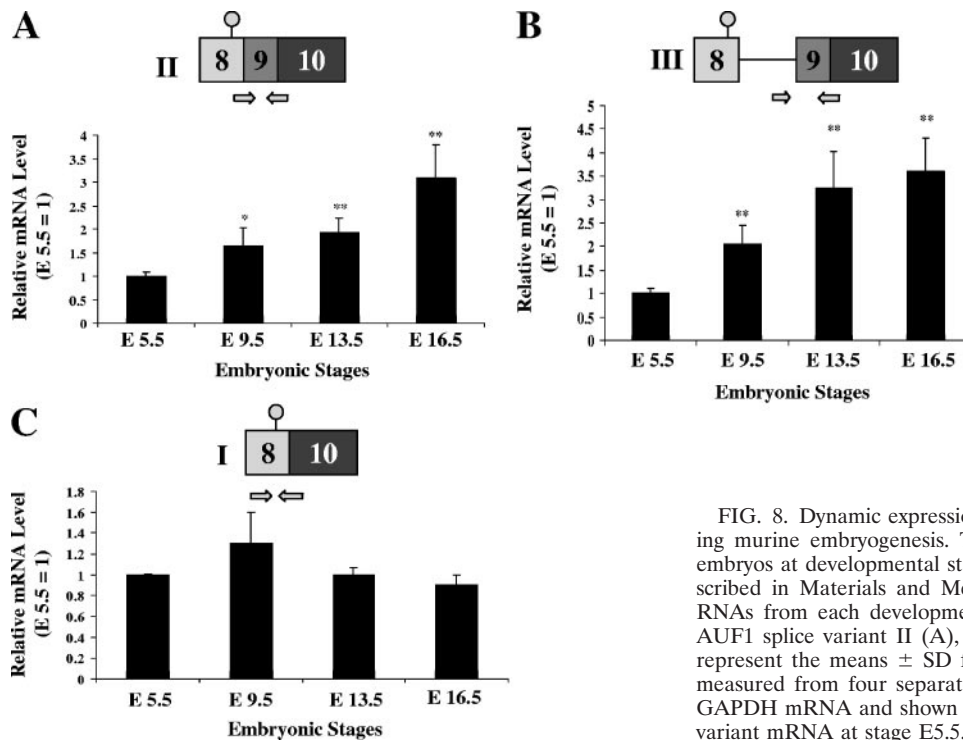 A
II
8 9 10
Relative mRNA Level
(E 5.5 = 1)
4
3.5
3
2.5
2
1.5
1
0.5
0
* ** **
E 5.5 E 9.5 E 13.5 E 16.5
Embryonic Stages
B
III
8 9 10
Relative mRNA Level
(E 5.5 = 1)
5
4.5
4
3.5
3
2.5
2
1.5
1
0.5
0
** ** **
E 5.5 E 9.5 E 13.5 E 16.5
Embryonic Stages
C
I
8 10
Relative mRNA Level
(E 5.5 = 1)
1.8
1.6
1.4
1.2
1
0.8
0.6
0.4
0.2
0
E 5.5 E 9.5 E 13.5 E 16.5
Embryonic Stages
FIG. 8. Dynamic expressio
ing murine embryogenesis. T
embryos at developmental st
scribed in Materials and Me
RNAs from each developme
AUF1 splice variant II (A),
represent the means ± SD f
measured from four separat
GAPDH mRNA and shown
variant mRNA at stage E5.5.